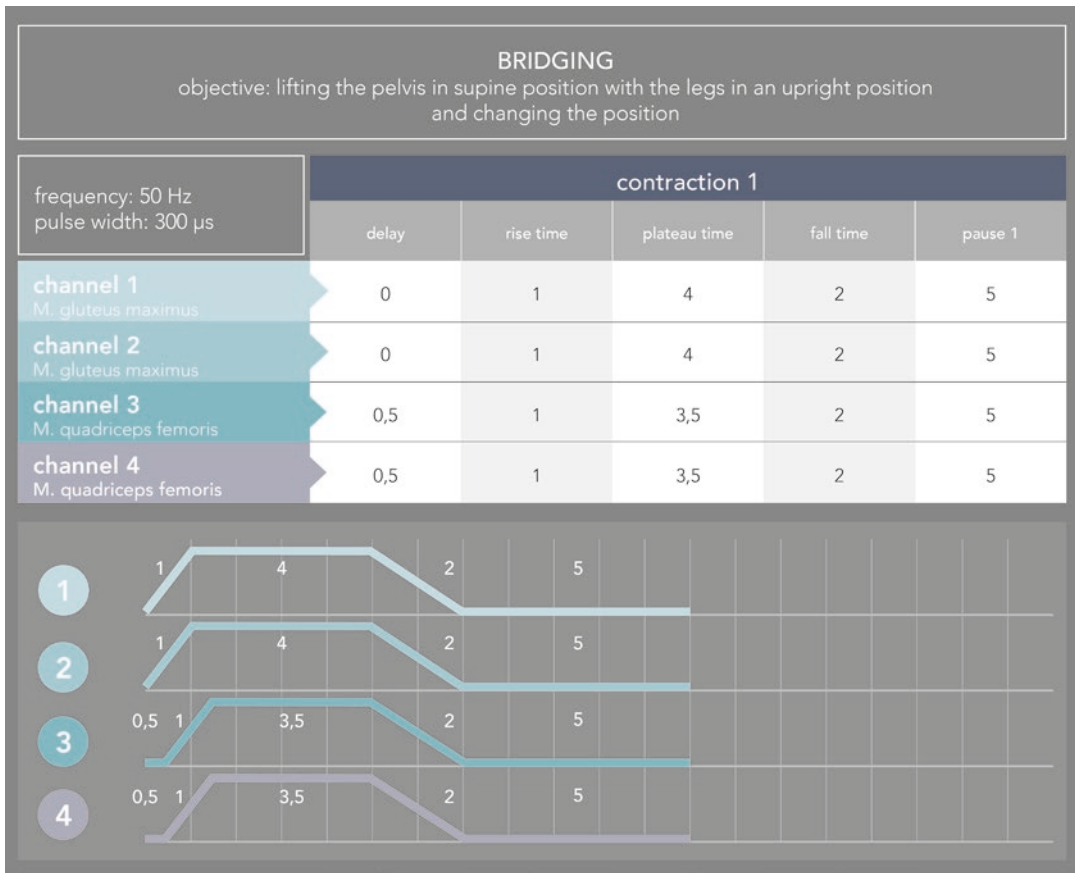 BRIDGING
objective: lifting the pelvis in supine position with the legs in an upright position
and changing the position
frequency: 50 Hz
pulse width: 300 µs
contraction 1
delay rise time plateau time fall time pause 1
channel 1
M. gluteus maximus
0 1 4 2 5
channel 2
M. gluteus maximus
0 1 4 2 5
channel 3
M. quadriceps femoris
0,5 1 3,5 2 5
channel 4
M. quadriceps femoris
0,5 1 3,5 2 5
1 1 4 2 5
2 1 4 2 5
3 0,5 1 3,5 2 5
4 0,5 1 3,5 2 5